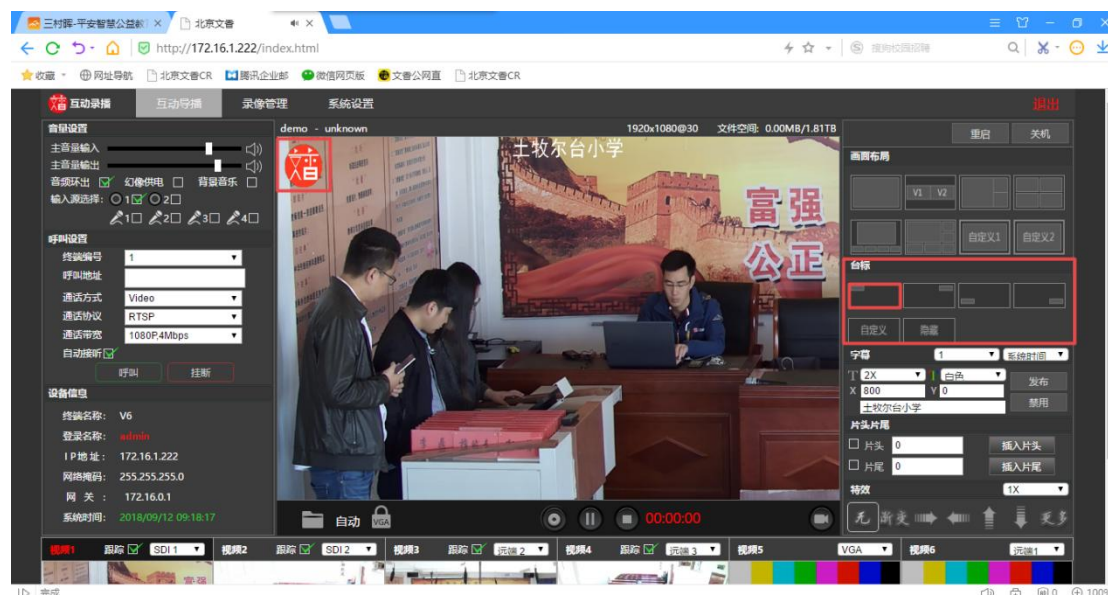 三村晖-平安智慧公益教
北京文香
http://172.16.1.222/index.html
搜狗校园招聘
收藏 网址导航 北京文香CR 腾讯企业邮 微信网页版 文香公网直 北京文香CR
互动录播 互动导播 录像管理 系统设置 退出
音量设置
主音量输入
主音量输出
音频环出 幻像供电 背景音乐
输入源选择: 1 2
1 2 3 4
呼叫设置
终端编号 1
呼叫地址
通话方式 Video
通话协议 RTSP
通话带宽 1080P,4Mbps
自动接听
呼叫 挂断
设备信息
终端名称: V6
登录名称: admin
I P地 址: 172.16.1.222
网络掩码: 255.255.255.0
网 关 : 172.16.0.1
系统时间: 2018/09/12 09:18:17
demo - unknown 1920x1080@30 文件空间: 0.00MB/1.81TB
文香
土牧尔台小学
富强
公正
自动 VGA 00:00:00
重启 关机
画面布局
V1 V2
自定义1 自定义2
台标
自定义 隐藏
字幕 1 系统时间
T 2X 白色 发布
X 800 Y 0
土牧尔台小学 禁用
片头片尾
片头 0 插入片头
片尾 0 插入片尾
特效 1X
无 渐变 更多
视频1 跟踪 SDI 1 视频2 跟踪 SDI 2 视频3 跟踪 远端 2 视频4 跟踪 远端 3 视频5 VGA 视频6 远端1
完成 0 100%